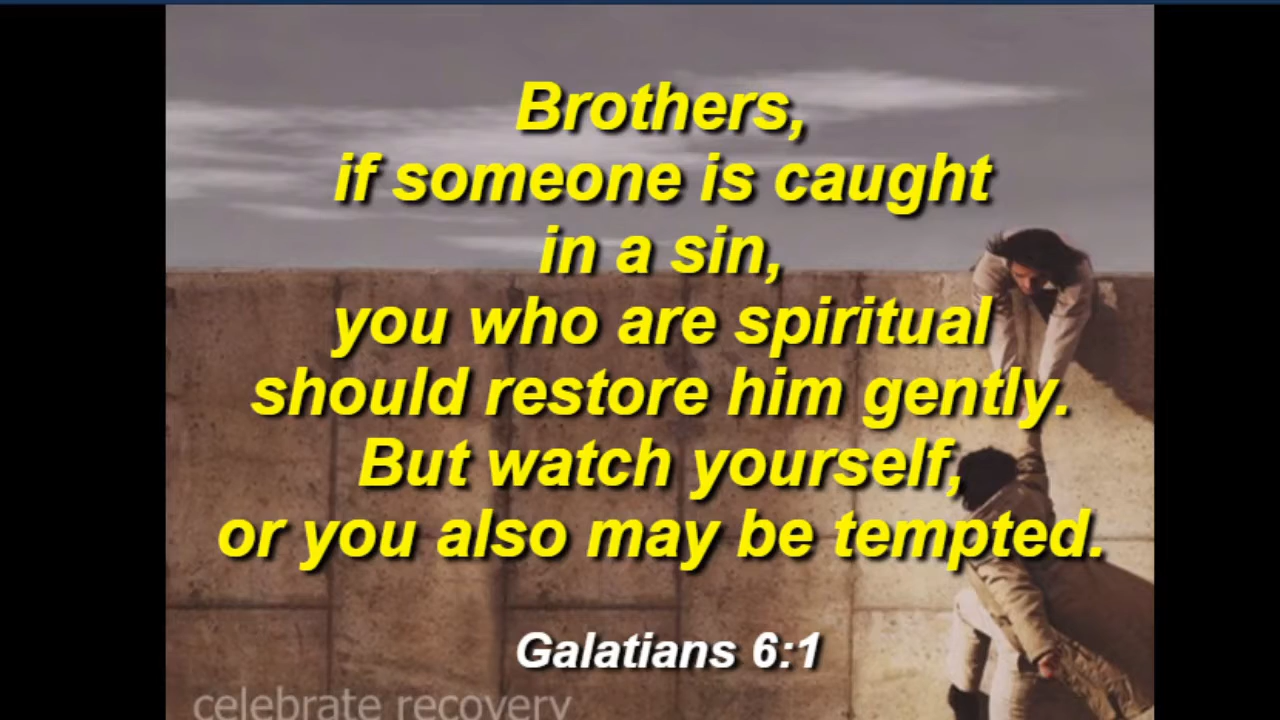 Brothers,
if someone is caught
in a sin,
you who are spiritual
should restore him gently.
But watch yourself,
or you also may be tempted.
Galatians 6:1
celebrate recovery